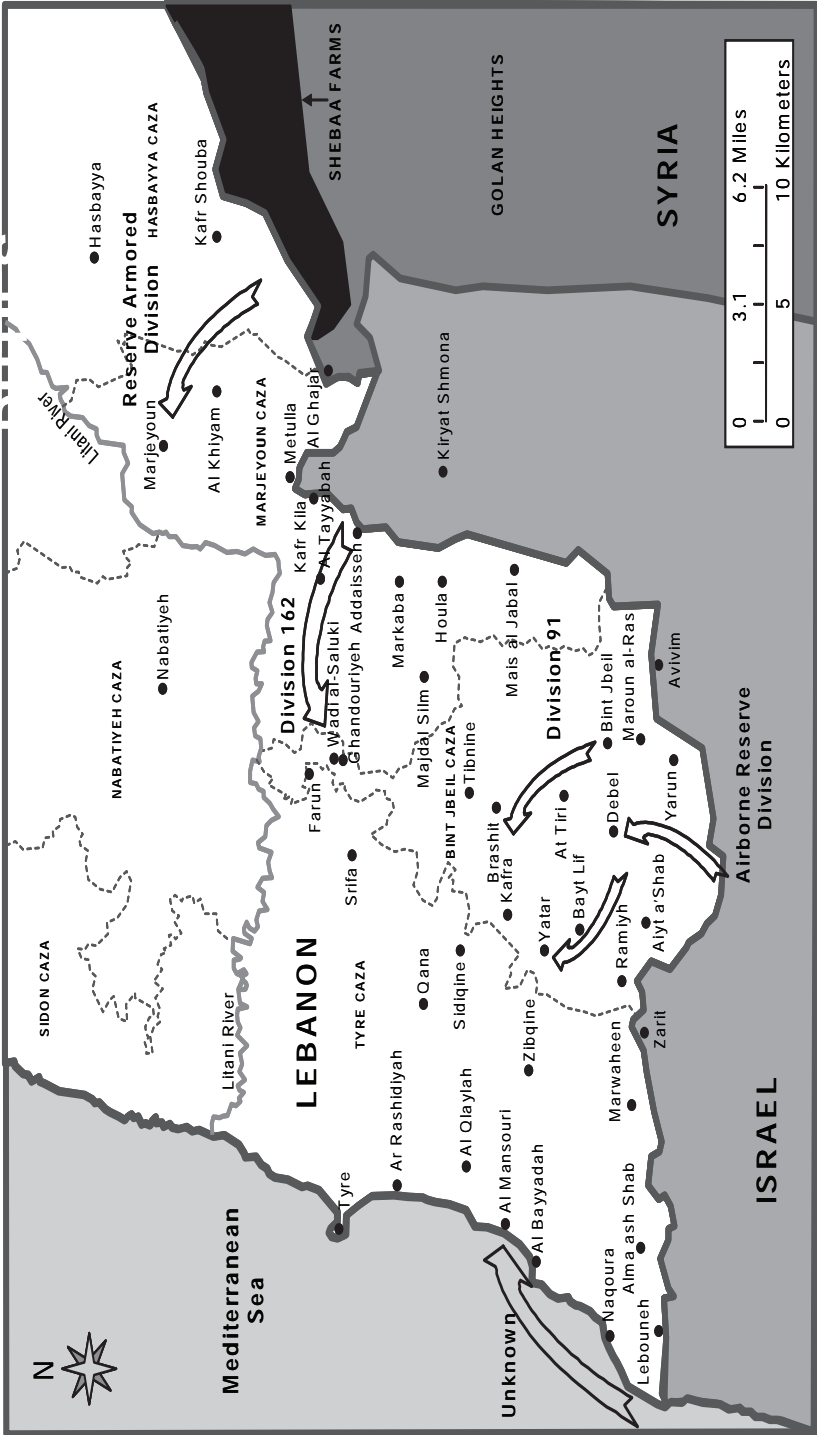 N
Mediterranean
Sea
SIDON CAZA
NABATIYEH CAZA
Nabatiyeh
Litani River
Litani River
Marjeyoun
Al Khiyam
MARJEYOUN CAZA
Reserve Armored
Division
Hasbayya
HASBAYYA CAZA
Kafr Shouba
SHEBAA FARMS
GOLAN HEIGHTS
SYRIA
Metulla
Al Ghajar
Kafr Kila
Al Tayyabah
Addaisseh
Kiryat Shmona
LEBANON
TYRE CAZA
Division 162
Wadi al-Saluki
Ghandouriyeh
Farun
Srifa
Markaba
Houla
Majdal Silm
Mais al Jabal
Tyre
Ar Rashidiyah
Qana
Sidiqine
BINT JBEIL CAZA
Tibnine
Division 91
Brashit
Kafra
At Tiri
Bint Jbeil
Maroun al-Ras
Avivim
Al Qlaylah
Al Mansouri
Al Bayyadah
Zibqine
Yatar
Bayt Lif
Debel
Yarun
Ramiyh
Aiyt a'Shab
Airborne Reserve
Division
Unknown
Naqoura
Alma ash Shab
Lebouneh
Marwaheen
Zarit
ISRAEL
0 3.1 6.2 Miles
0 5 10 Kilometers